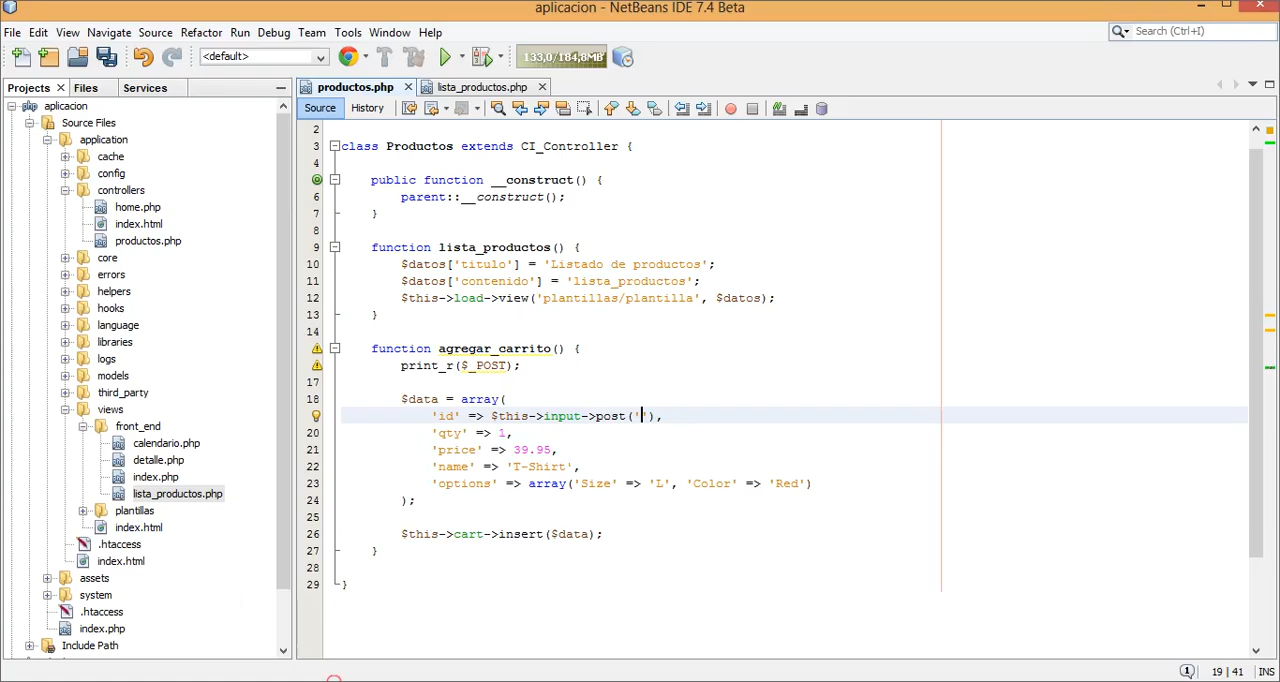 aplicacion - NetBeans IDE 7.4 Beta
File Edit View Navigate Source Refactor Run Debug Team Tools Window Help
Search (Ctrl+I)
<default>
133,0/184,8MB
Projects Files Services
productos.php lista_productos.php
Source History
aplicacion
Source Files
application
cache
config
controllers
home.php
index.html
productos.php
core
errors
helpers
hooks
language
libraries
logs
models
third_party
views
front_end
calendario.php
detalle.php
index.php
lista_productos.php
plantillas
index.html
.htaccess
index.html
assets
system
.htaccess
index.php
Include Path
2
3 class Productos extends CI_Controller {
4
public function __construct() {
6 parent::__construct();
7 }
8
9 function lista_productos() {
10 $datos['titulo'] = 'Listado de productos';
11 $datos['contenido'] = 'lista_productos';
12 $this->load->view('plantillas/plantilla', $datos);
13 }
14
function agregar_carrito() {
print_r($_POST);
17
18 $data = array(
'id' => $this->input->post(''),
20 'qty' => 1,
21 'price' => 39.95,
22 'name' => 'T-Shirt',
23 'options' => array('Size' => 'L', 'Color' => 'Red')
24 );
25
26 $this->cart->insert($data);
27 }
28
29 }
19 | 41 INS